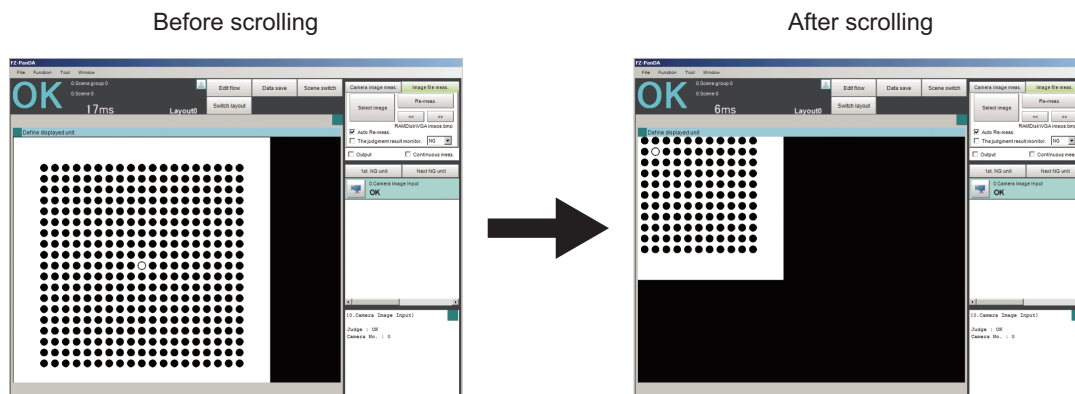 Before scrolling
After scrolling
FZ-PanDA
File Function Tool Window
OK
0.Scene group 0
0.Scene 0
17ms
Layout0
Edit flow
Data save
Scene switch
Switch layout
Define displayed unit
Camera image meas.
Image file meas.
Select image
Re-meas.
<<
>>
RAMDisk\VGA Image.bmp
Auto Re-meas.
The judgment result monitor.
NG
Output
Continuous meas.
1st. NG unit
Next NG unit
0.Camera Image Input
OK
[0.Camera Image Input]
Judge : OK
Camera No. : 0
FZ-PanDA
File Function Tool Window
OK
0.Scene group 0
0.Scene 0
6ms
Layout0
Edit flow
Data save
Scene switch
Switch layout
Define displayed unit
Camera image meas.
Image file meas.
Select image
Re-meas.
<<
>>
RAMDisk\VGA Image.bmp
Auto Re-meas.
The judgment result monitor.
NG
Output
Continuous meas.
1st. NG unit
Next NG unit
0.Camera Image Input
OK
[0.Camera Image Input]
Judge : OK
Camera No. : 0